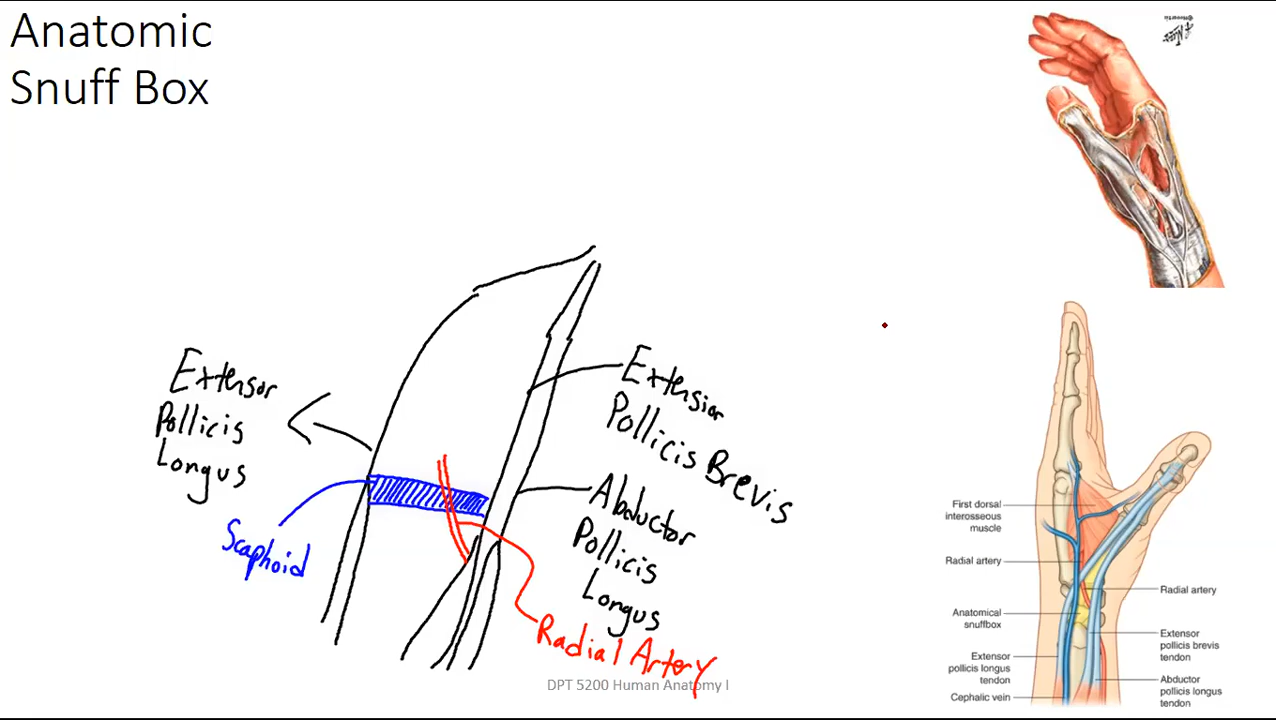 Anatomic
Snuff Box
Extensor
Pollicis
Longus
Scaphoid
Extensior
Pollicis Brevis
Abductor
Pollicis
Longus
Radial Artery
DPT 5200 Human Anatomy I
First dorsal
interosseous
muscle
Radial artery
Anatomical
snuffbox
Extensor
pollicis longus
tendon
Cephalic vein
Radial artery
Extensor
pollicis brevis
tendon
Abductor
pollicis longus
tendon